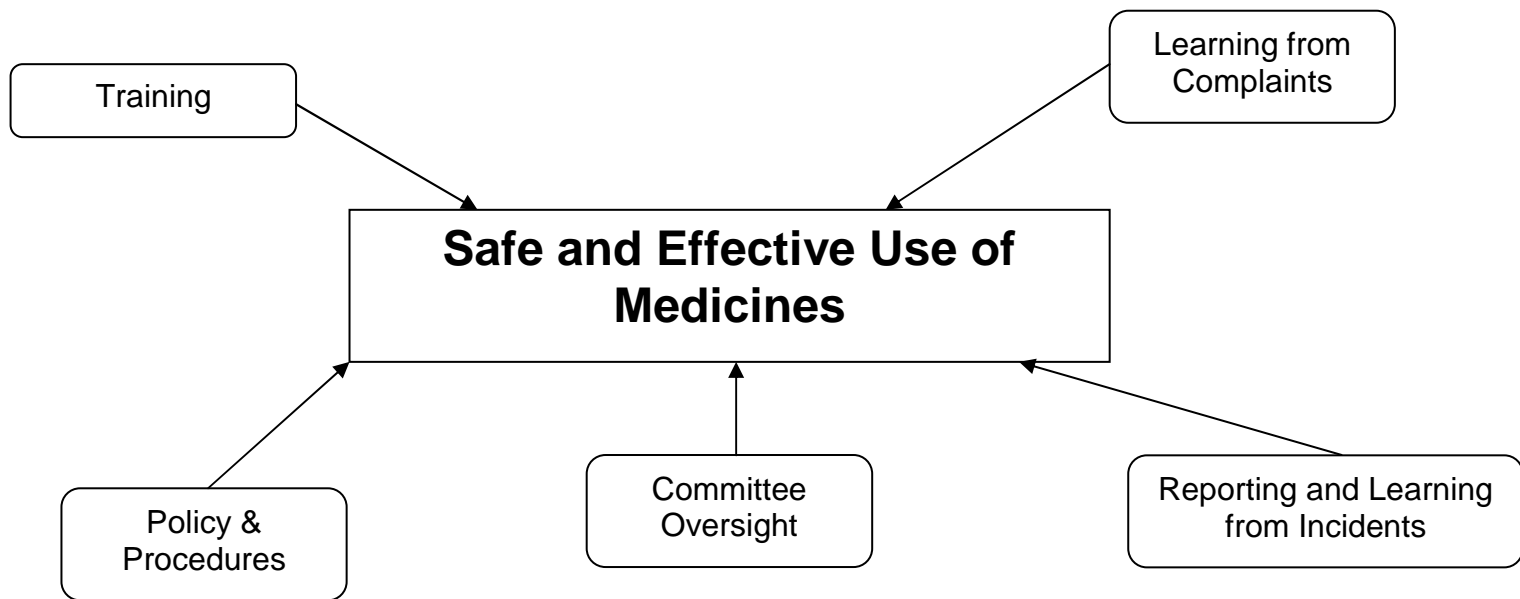 Training
Learning from
Complaints
Safe and Effective Use of
Medicines
Policy &
Procedures
Committee
Oversight
Reporting and Learning
from Incidents